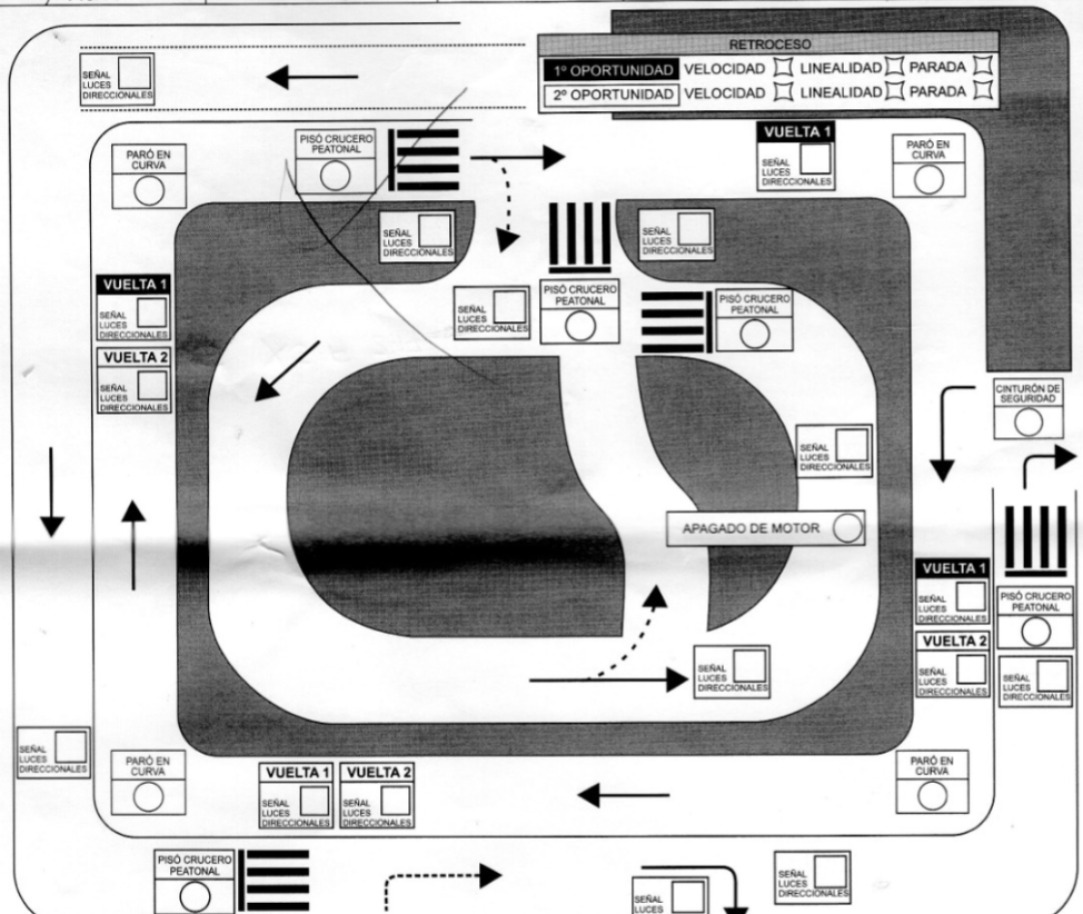 RETROCESO
1º OPORTUNIDAD VELOCIDAD LINEALIDAD PARADA
2º OPORTUNIDAD VELOCIDAD LINEALIDAD PARADA
SEÑAL
LUCES
DIRECCIONALES
PARÓ EN
CURVA
PISÓ CRUCERO
PEATONAL
VUELTA 1
SEÑAL
LUCES
DIRECCIONALES
PARÓ EN
CURVA
SEÑAL
LUCES
DIRECCIONALES
SEÑAL
LUCES
DIRECCIONALES
VUELTA 1
SEÑAL
LUCES
DIRECCIONALES
VUELTA 2
SEÑAL
LUCES
DIRECCIONALES
SEÑAL
LUCES
DIRECCIONALES
PISÓ CRUCERO
PEATONAL
PISÓ CRUCERO
PEATONAL
CINTURÓN DE
SEGURIDAD
SEÑAL
LUCES
DIRECCIONALES
APAGADO DE MOTOR
VUELTA 1
SEÑAL
LUCES
DIRECCIONALES
VUELTA 2
SEÑAL
LUCES
DIRECCIONALES
PISÓ CRUCERO
PEATONAL
SEÑAL
LUCES
DIRECCIONALES
SEÑAL
LUCES
DIRECCIONALES
SEÑAL
LUCES
DIRECCIONALES
PARÓ EN
CURVA
VUELTA 1
SEÑAL
LUCES
DIRECCIONALES
VUELTA 2
SEÑAL
LUCES
DIRECCIONALES
PARÓ EN
CURVA
PISÓ CRUCERO
PEATONAL
SEÑAL
LUCES
SEÑAL
LUCES
DIRECCIONALES